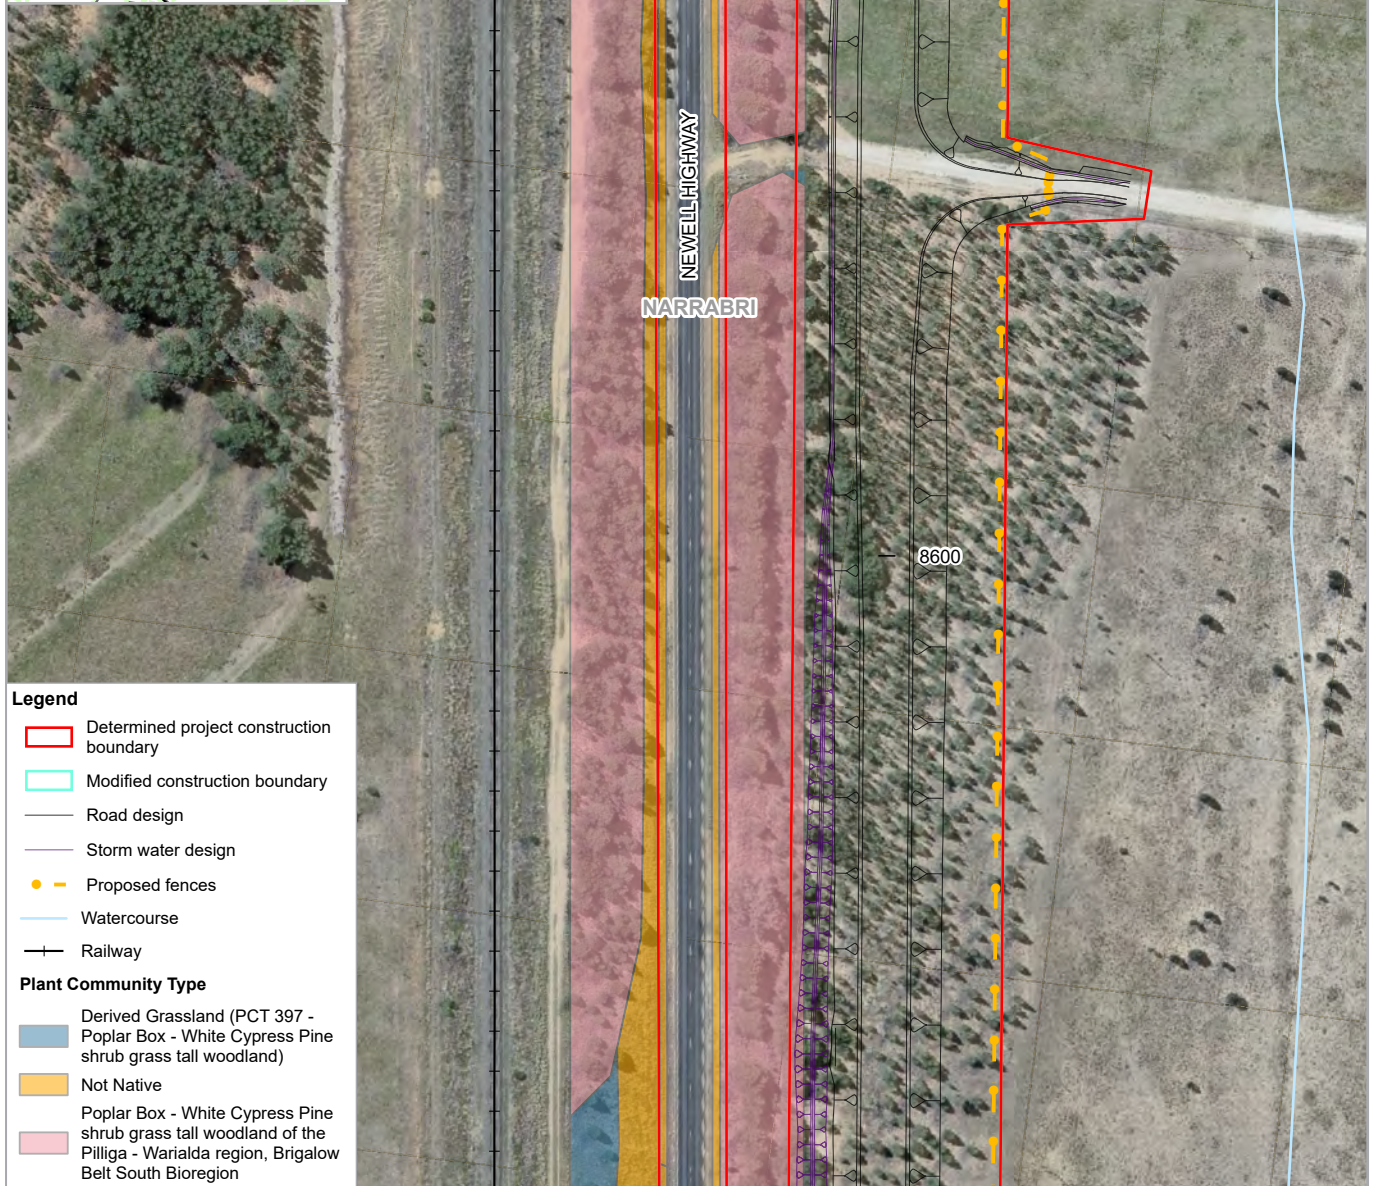 NEWELL HIGHWAY
NARRABRI
8600
Legend
Determined project construction
boundary
Modified construction boundary
Road design
Storm water design
Proposed fences
Watercourse
Railway
Plant Community Type
Derived Grassland (PCT 397 -
Poplar Box - White Cypress Pine
shrub grass tall woodland)
Not Native
Poplar Box - White Cypress Pine
shrub grass tall woodland of the
Pilliga - Warialda region, Brigalow
Belt South Bioregion